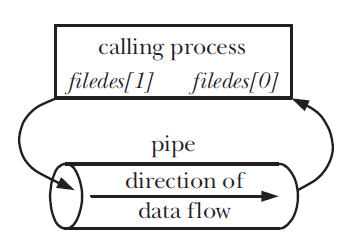 calling process
filedes[1] filedes[0]
pipe
direction of
data flow